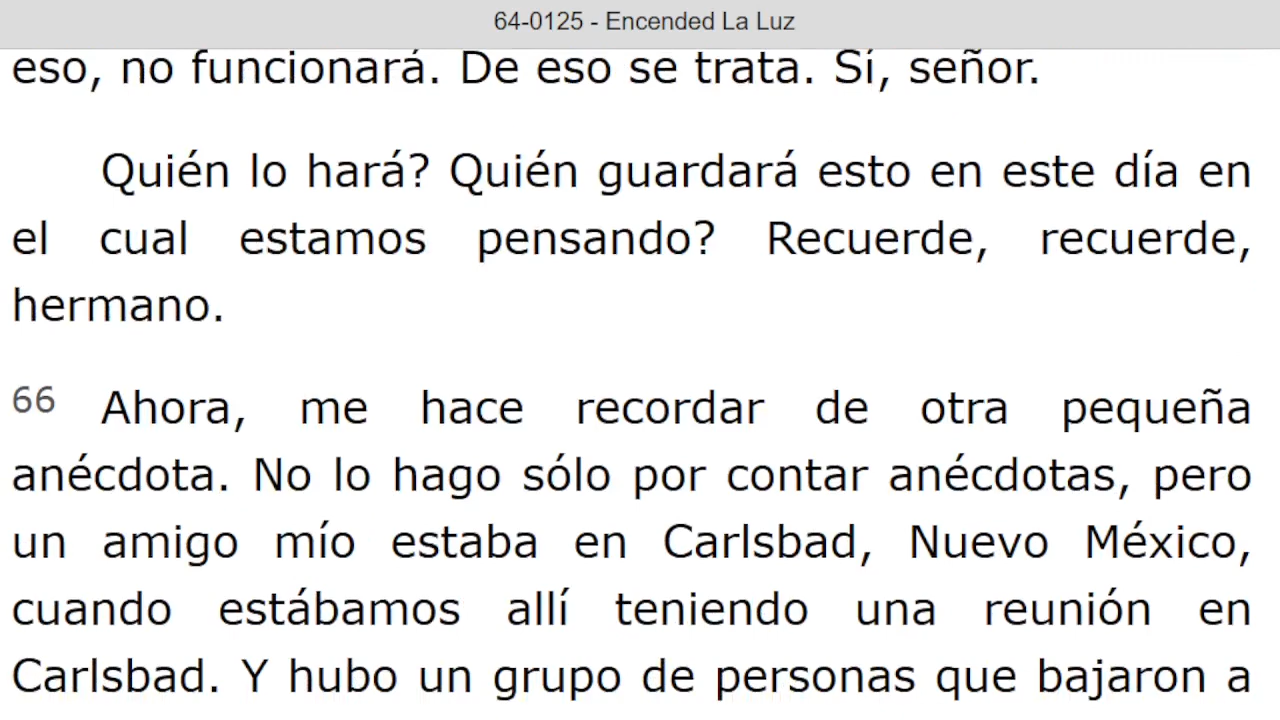 64-0125 - Encended La Luz
eso, no funcionará. De eso se trata. Sí, señor.
Quién lo hará? Quién guardará esto en este día en
el cual estamos pensando? Recuerde, recuerde,
hermano.
66 Ahora, me hace recordar de otra pequeña
anécdota. No lo hago sólo por contar anécdotas, pero
un amigo mío estaba en Carlsbad, Nuevo México,
cuando estábamos allí teniendo una reunión en
Carlsbad. Y hubo un grupo de personas que bajaron a